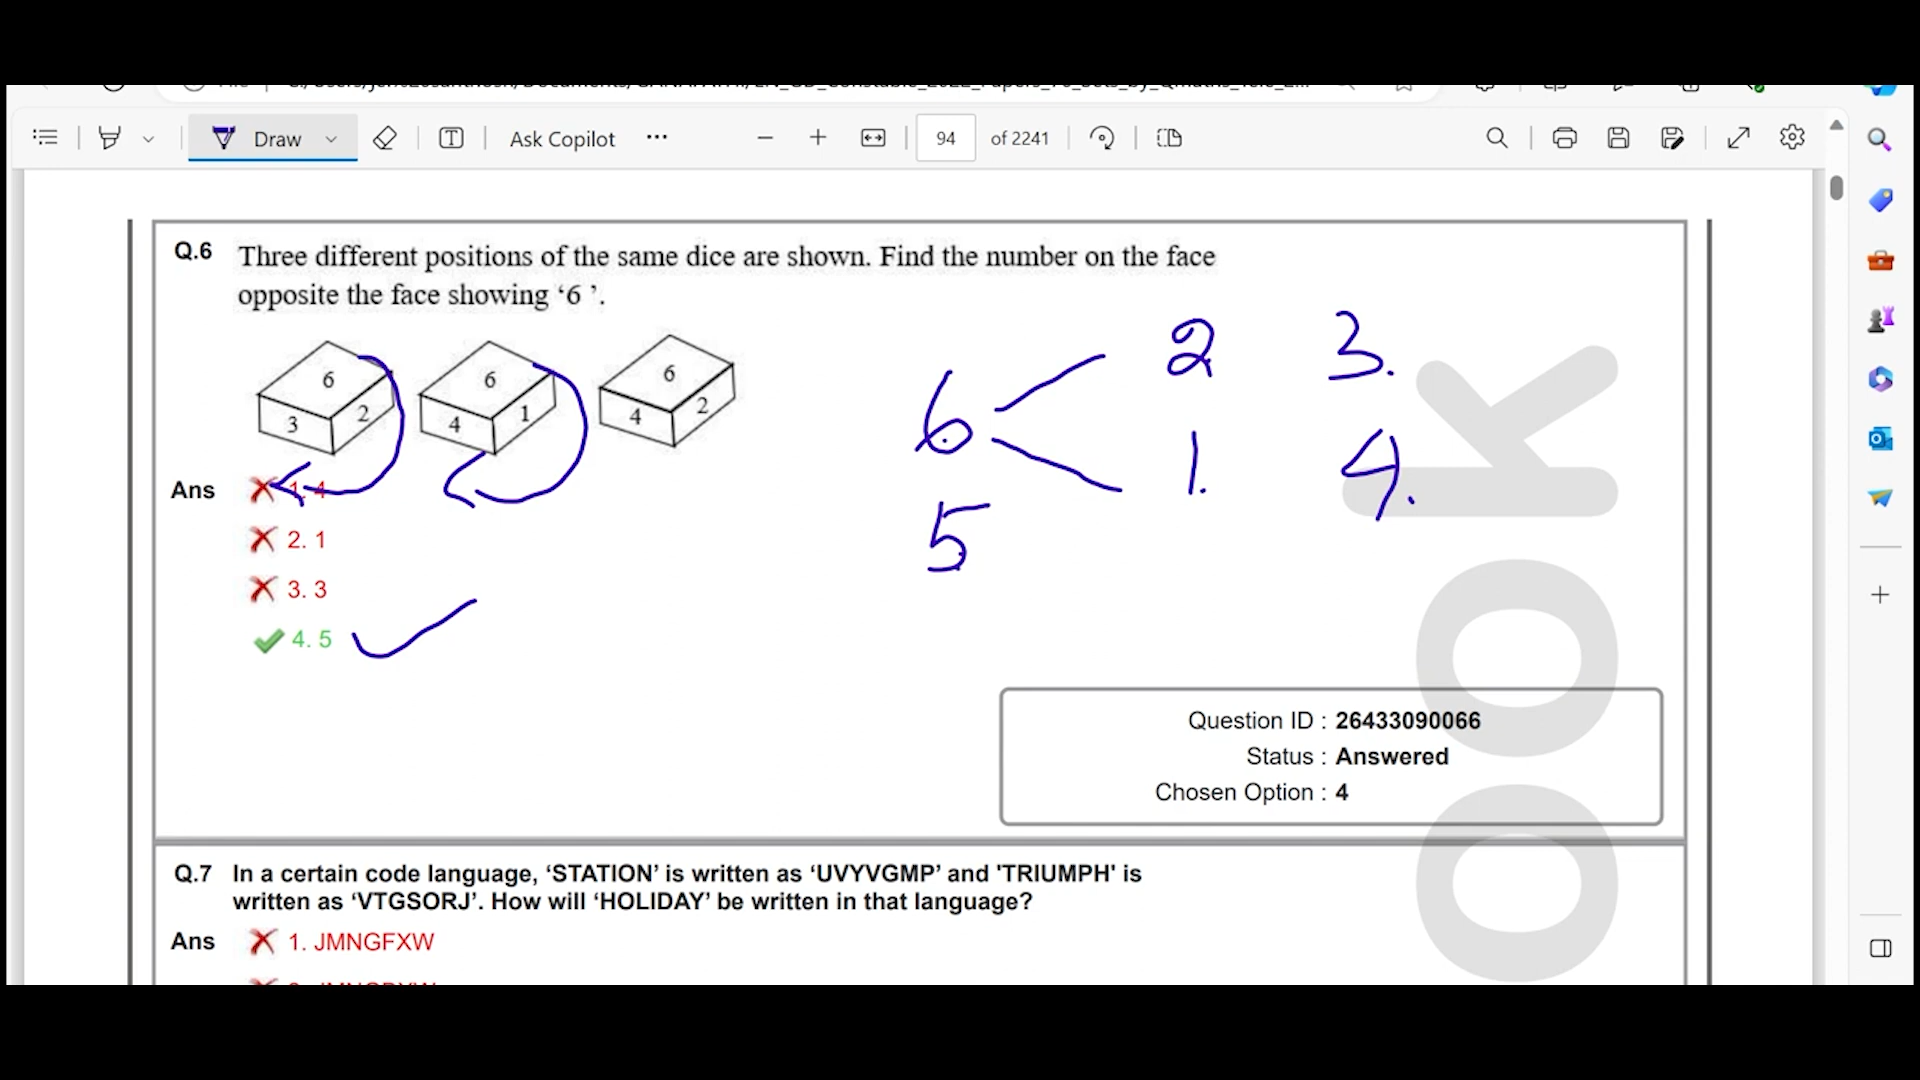 Draw
Ask Copilot
94 of 2241
Q.6 Three different positions of the same dice are shown. Find the number on the face
opposite the face showing ‘6 ’.
6 6 6
3 2 4 1 4 2
6 2 3.
1. 4.
5
Ans 1. 4
2. 1
3. 3
4. 5
Question ID : 26433090066
Status : Answered
Chosen Option : 4
Q.7 In a certain code language, ‘STATION’ is written as ‘UVYVGMP’ and 'TRIUMPH' is
written as ‘VTGSORJ’. How will ‘HOLIDAY’ be written in that language?
Ans 1. JMNGFXW
ook